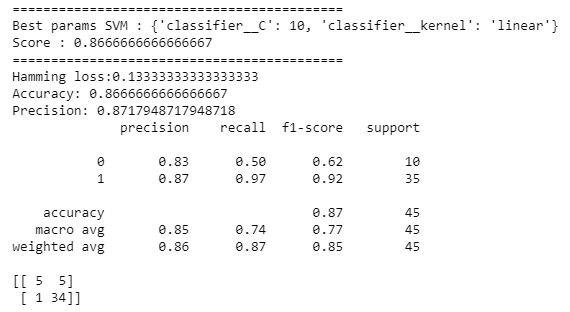 ===========================================
Best params SVM : {'classifier__C': 10, 'classifier__kernel': 'linear'}
Score : 0.8666666666666667
===========================================
Hamming loss:0.13333333333333333
Accuracy: 0.8666666666666667
Precision: 0.8717948717948718
              precision    recall  f1-score   support

           0       0.83      0.50      0.62        10
           1       0.87      0.97      0.92        35

    accuracy                           0.87        45
   macro avg       0.85      0.74      0.77        45
weighted avg       0.86      0.87      0.85        45

[[ 5  5]
 [ 1 34]]